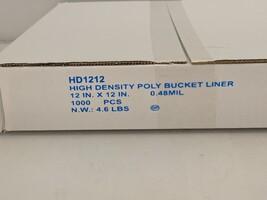 HD1212
HIGH DENSITY POLY BUCKET LINER
12 IN. X 12 IN. 0.48MIL
1000 PCS
N.W.: 4.6 LBS